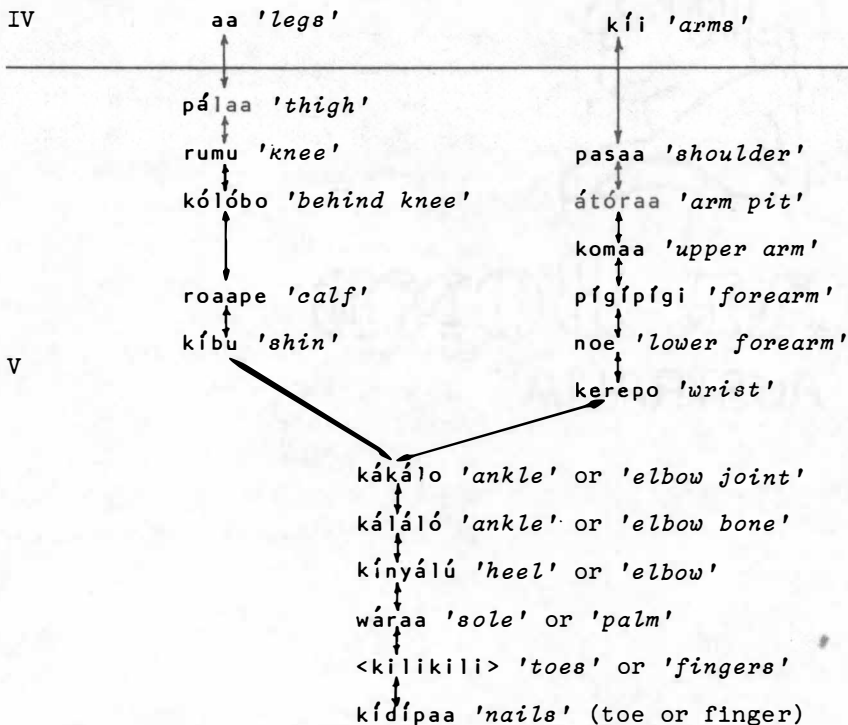 IV aa 'legs' kíi 'arms'
pálaa 'thigh'
rumu 'knee' pasaa 'shoulder'
kólóbo 'behind knee' átóraa 'arm pit'
komaa 'upper arm'
roaape 'calf' pígípígi 'forearm'
kíbu 'shin' noe 'lower forearm'
V
kerepo 'wrist'
kákálo 'ankle' or 'elbow joint'
káláló 'ankle' or 'elbow bone'
kínyálú 'heel' or 'elbow'
wáraa 'sole' or 'palm'
<kilikili> 'toes' or 'fingers'
kídípaa 'nails' (toe or finger)